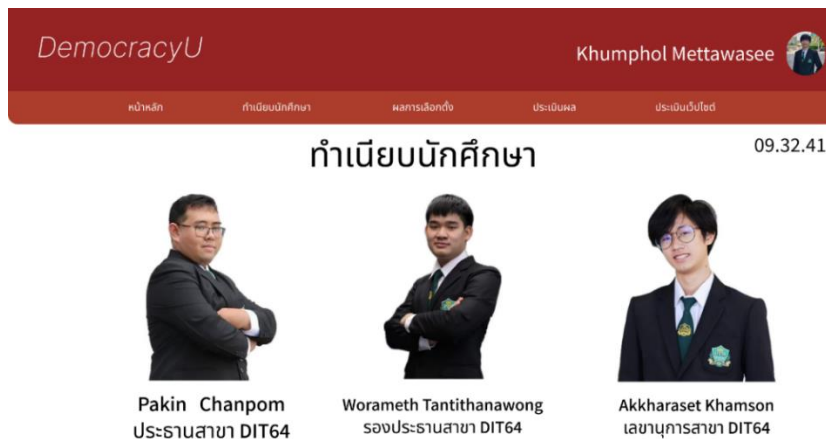 DemocracyU
Khumphol Mettawasee
หน้าหลัก ทำเนียบนักศึกษา ผลการเลือกตั้ง ประเมินผล ประเมินเว็ปไซต์
ทำเนียบนักศึกษา
09.32.41
Pakin Chanpom
ประธานสาขา DIT64
Worameth Tantithanawong
รองประธานสาขา DIT64
Akkharaset Khamson
เลขานุการสาขา DIT64